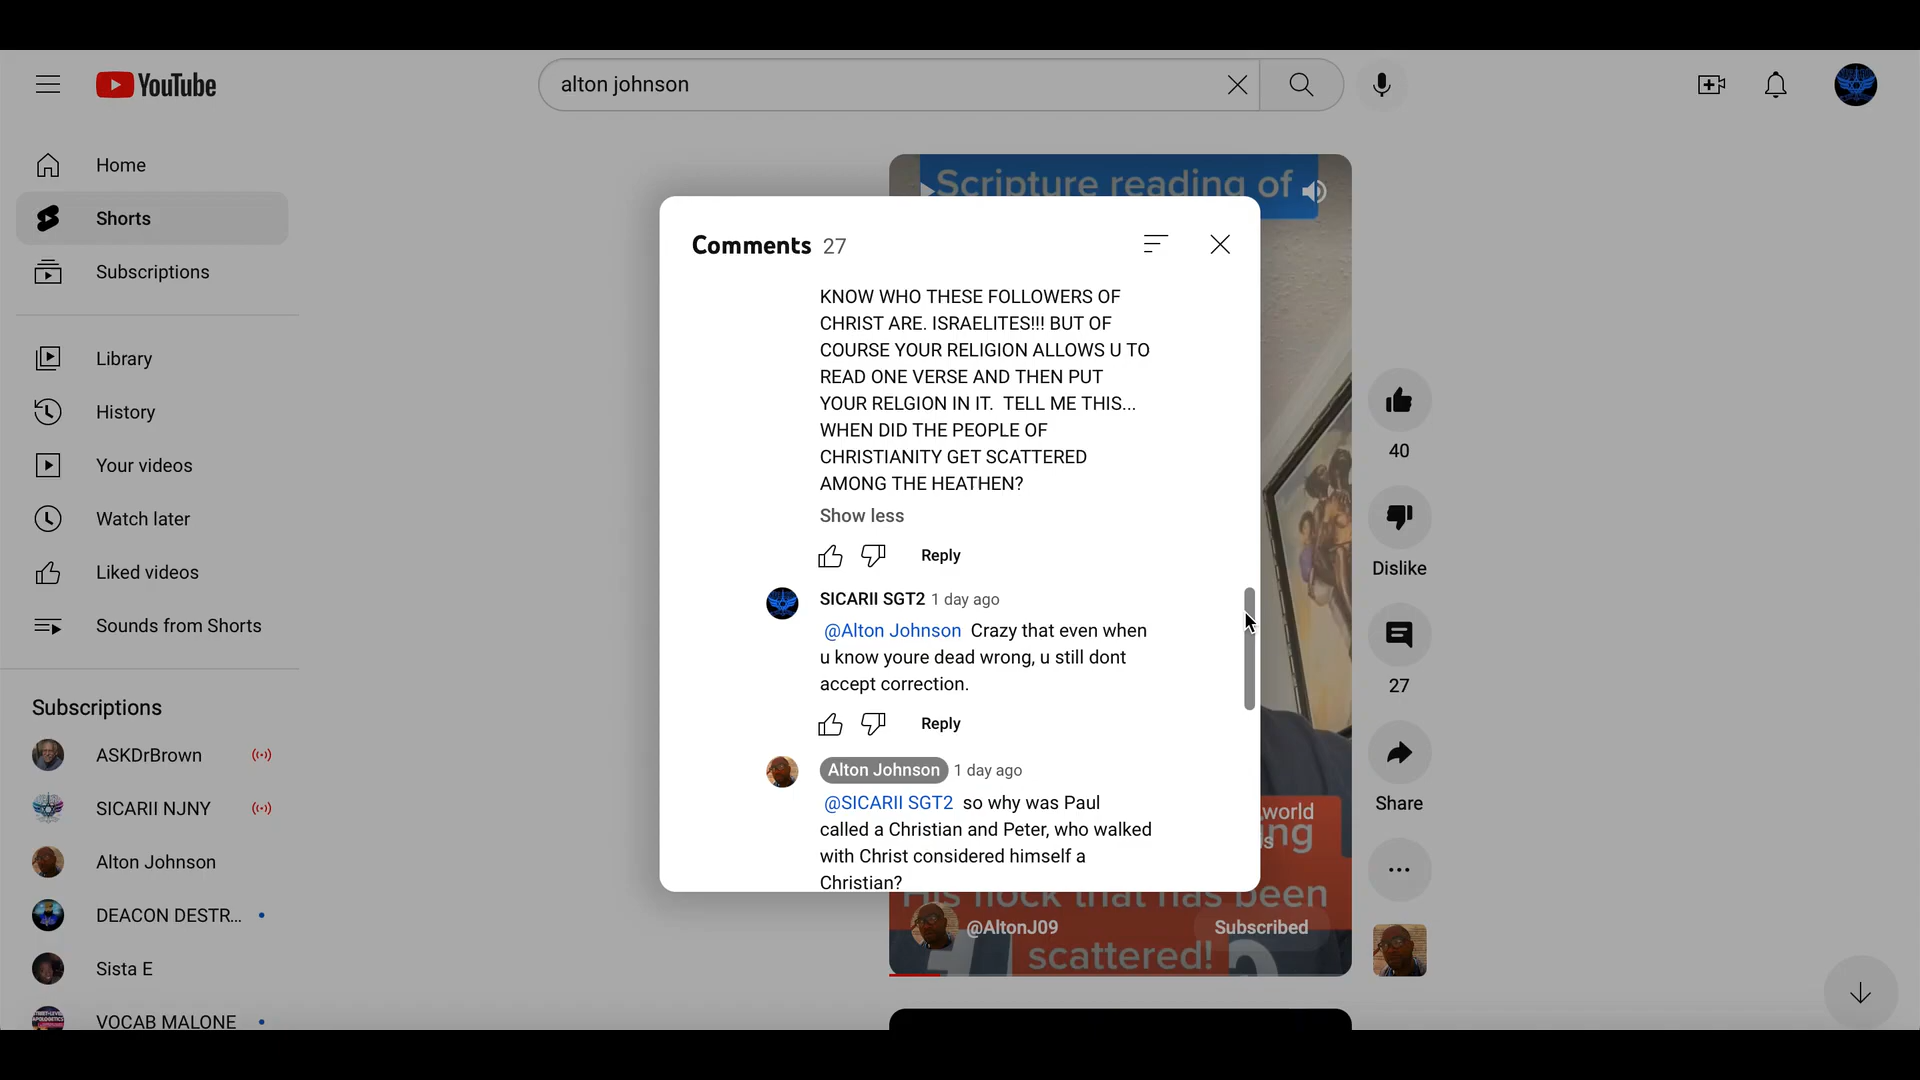 YouTube
alton johnson
Home
Shorts
Subscriptions
Library
History
Your videos
Watch later
Liked videos
Sounds from Shorts
Subscriptions
ASKDrBrown
SICARII NJNY
Alton Johnson
DEACON DESTR...
Sista E
VOCAB MALONE
Scripture reading of
Comments 27
KNOW WHO THESE FOLLOWERS OF
CHRIST ARE. ISRAELITES!!! BUT OF
COURSE YOUR RELIGION ALLOWS U TO
READ ONE VERSE AND THEN PUT
YOUR RELGION IN IT.  TELL ME THIS...
WHEN DID THE PEOPLE OF
CHRISTIANITY GET SCATTERED
AMONG THE HEATHEN?
Show less
Reply
SICARII SGT2 1 day ago
@Alton Johnson Crazy that even when
u know youre dead wrong, u still dont
accept correction.
Reply
Alton Johnson 1 day ago
@SICARII SGT2 so why was Paul
called a Christian and Peter, who walked
with Christ considered himself a
Christian?
world
His flock that has been
@AltonJ09
Subscribed
scattered!
40
Dislike
27
Share